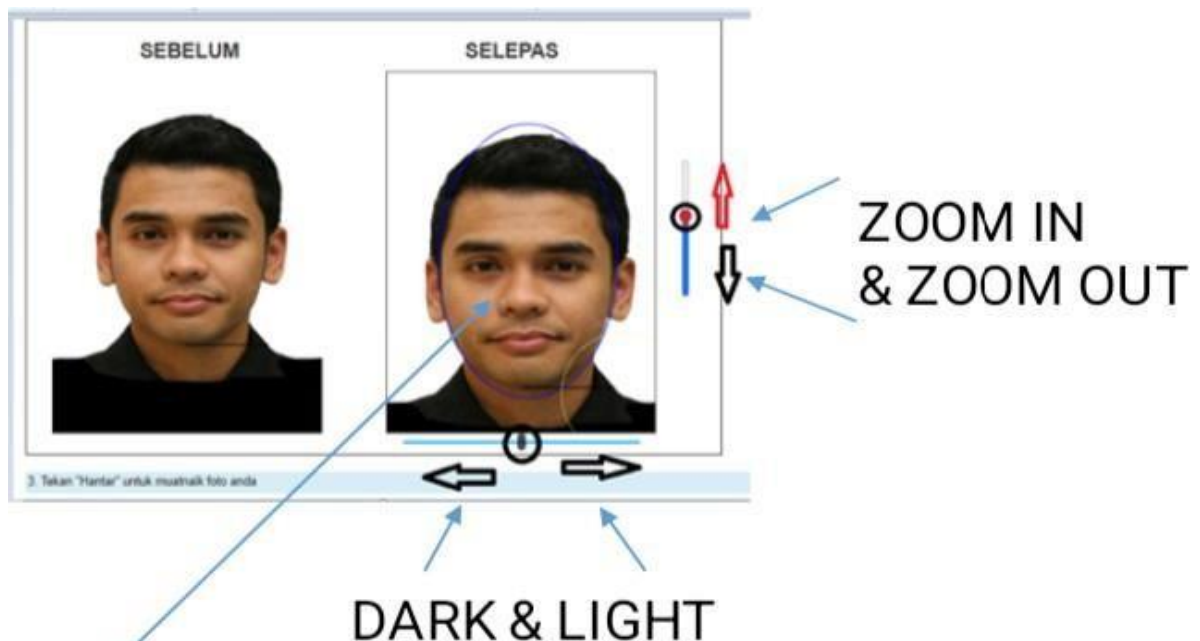 SEBELUM
SELEPAS
ZOOM IN
& ZOOM OUT
3. Tekan "Hantar" untuk muatnaik foto anda
DARK & LIGHT